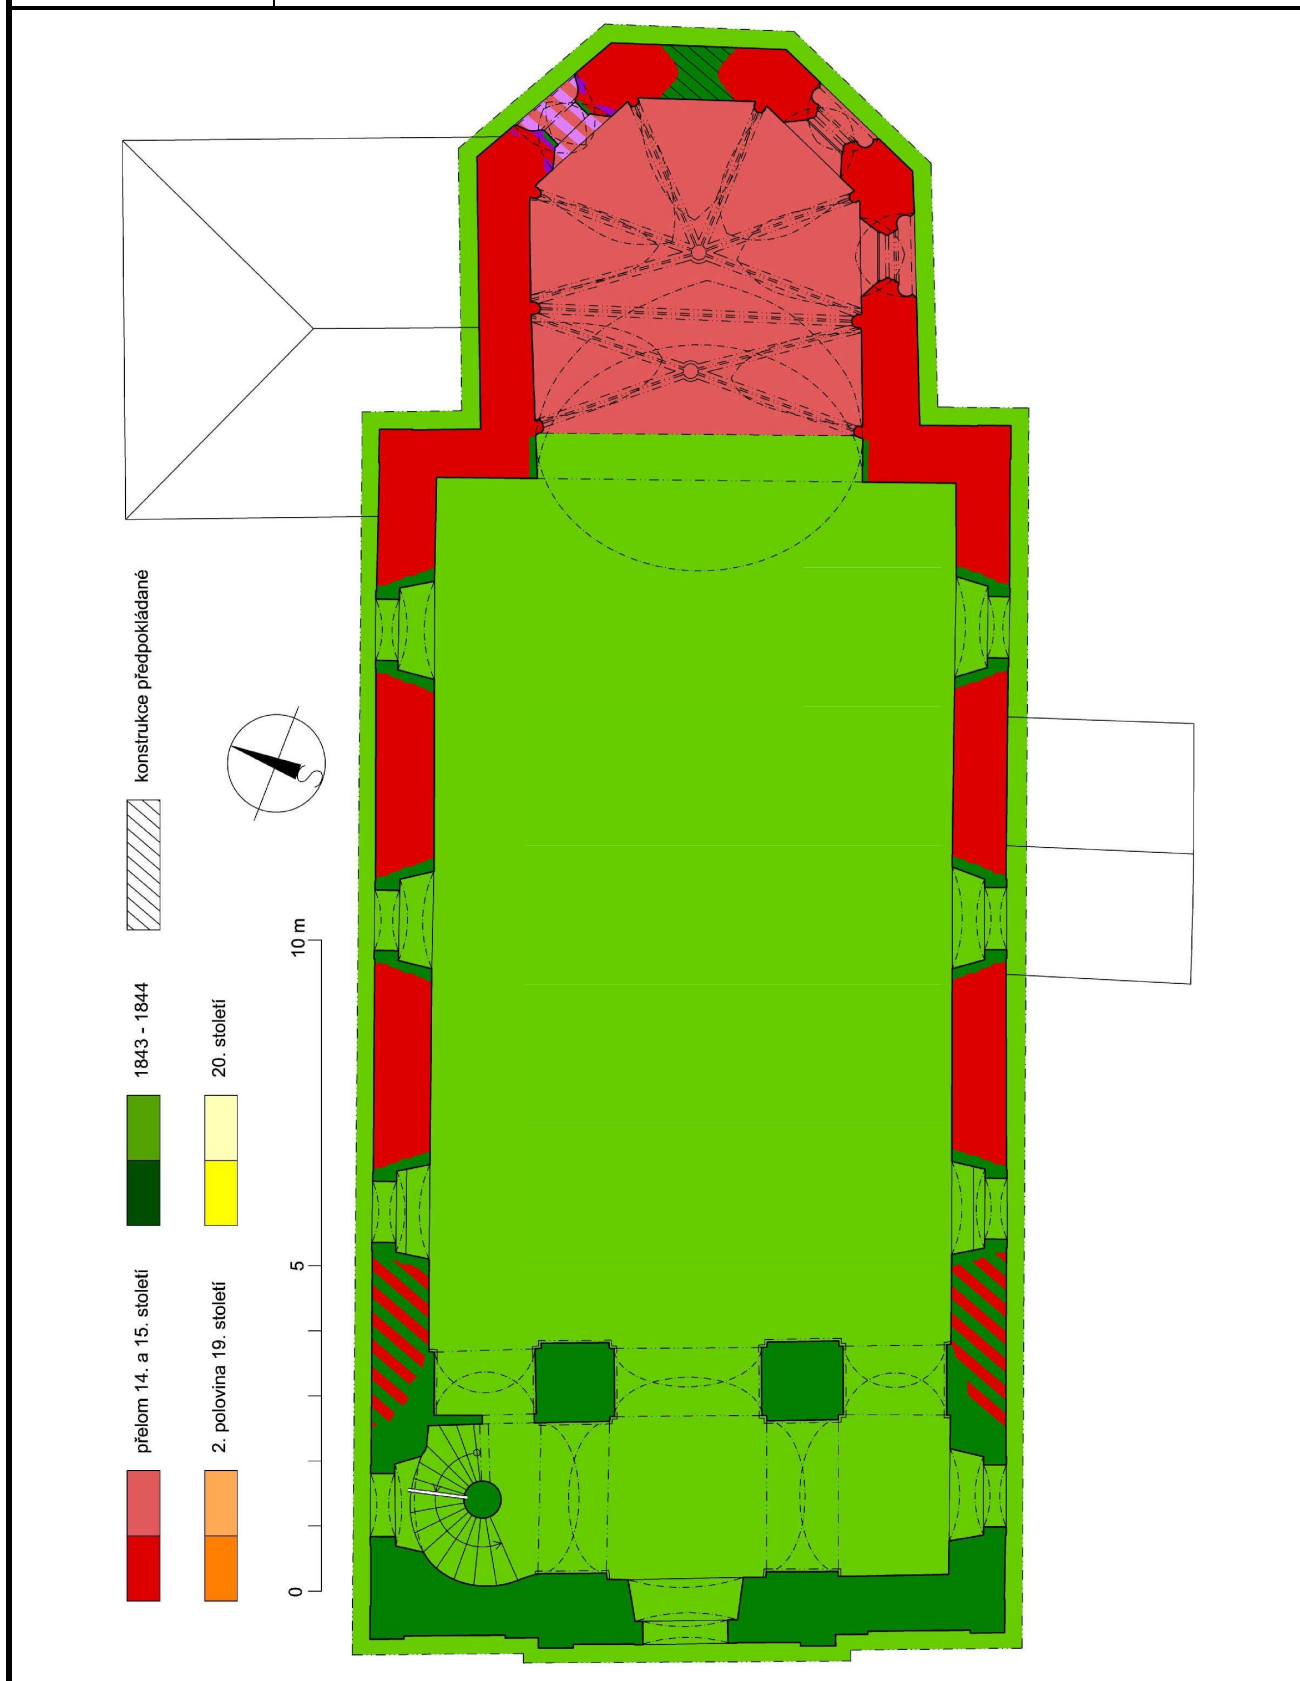 přelom 14. a 15. století
1843 - 1844
konstrukce předpokládané
2. polovina 19. století
20. století
0
5
10 m
S